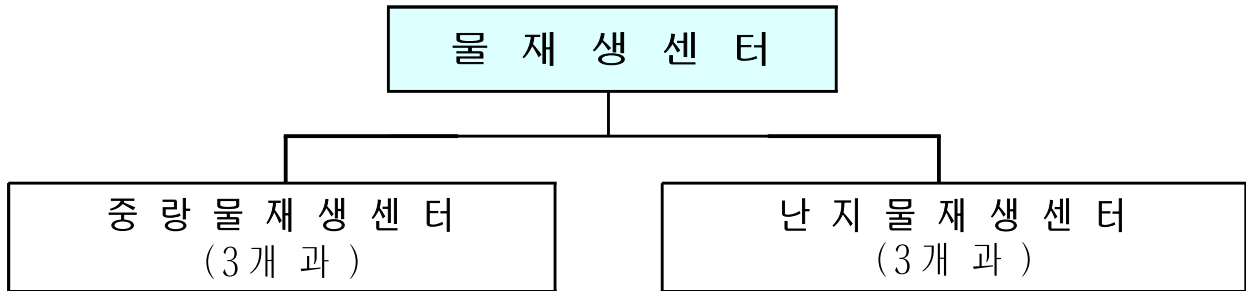 물 재 생 센 터
중 랑 물 재 생 센 터
(3개 과)
난 지 물 재 생 센 터
(3개 과)